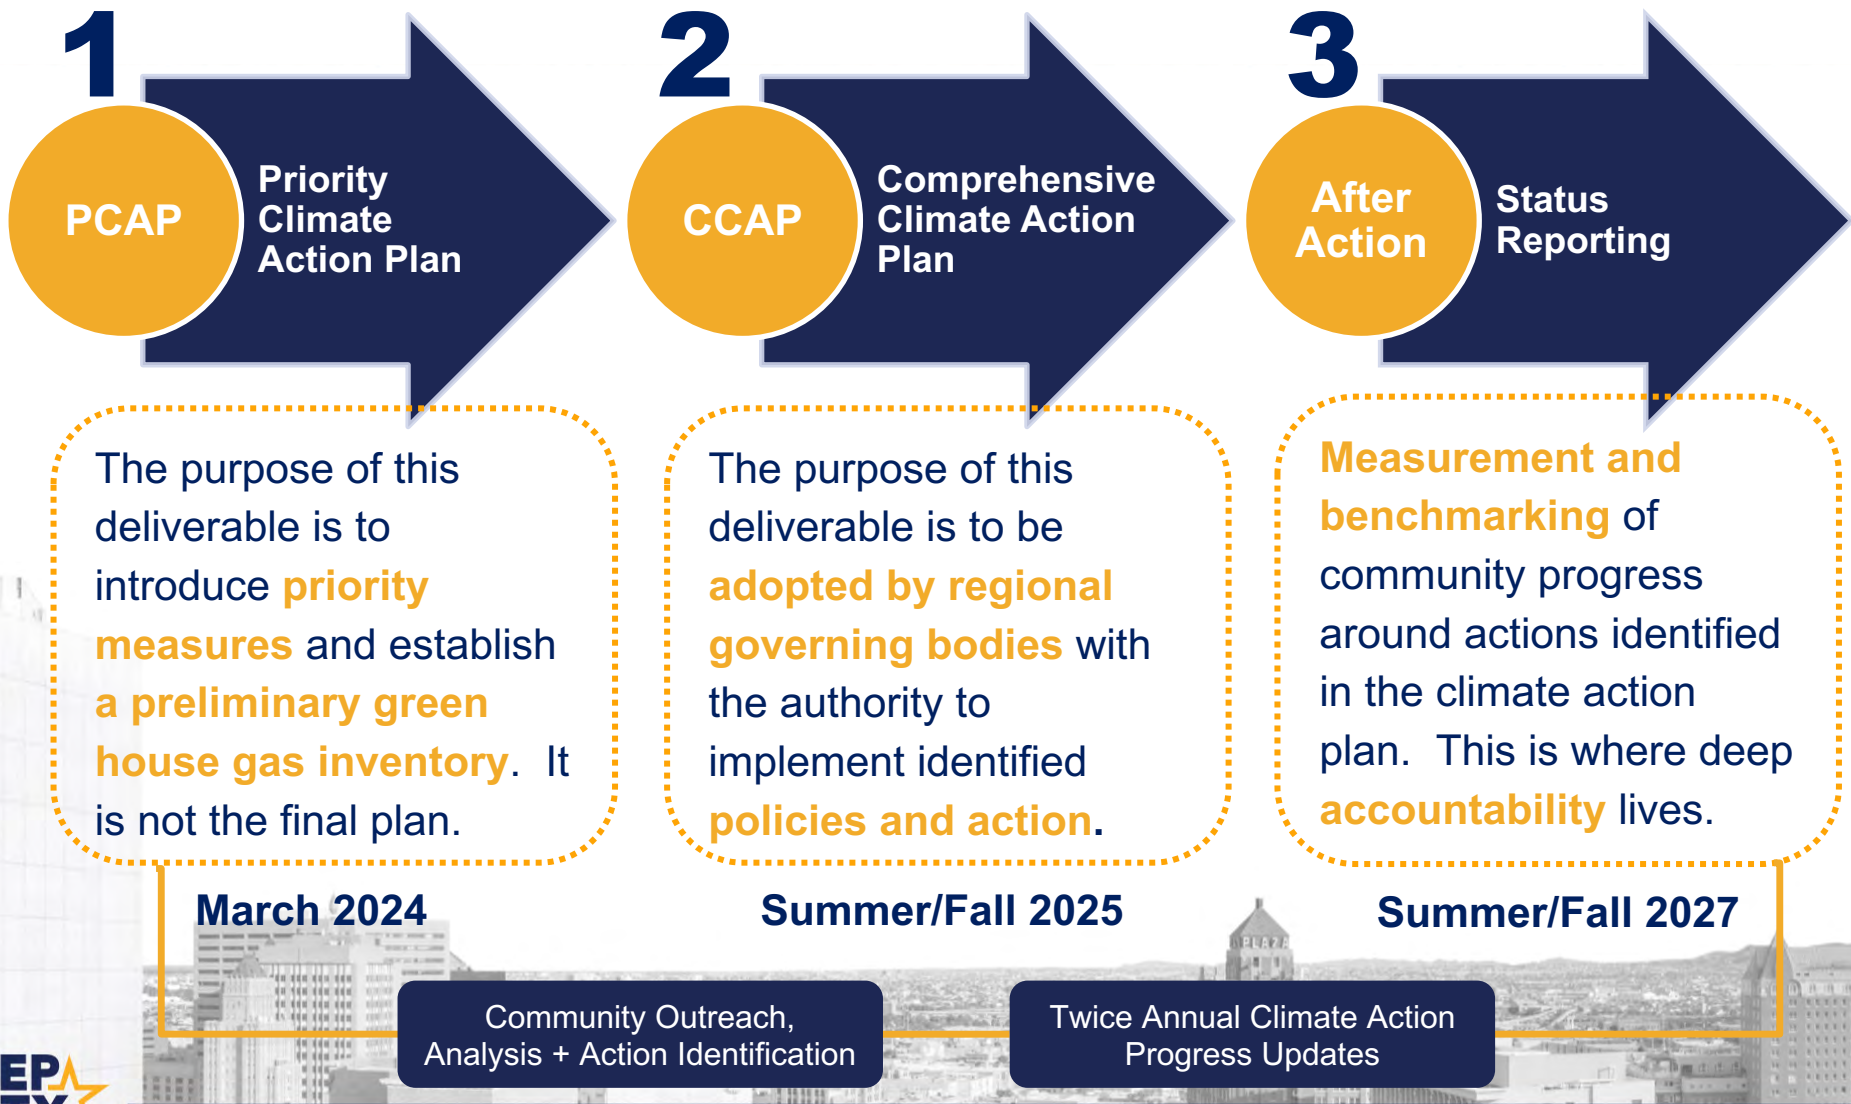 1
PCAP
Priority
Climate
Action Plan
The purpose of this
deliverable is to
introduce priority
measures and establish
a preliminary green
house gas inventory.  It
is not the final plan.
March 2024
2
CCAP
Comprehensive
Climate Action
Plan
The purpose of this
deliverable is to be
adopted by regional
governing bodies with
the authority to
implement identified
policies and action.
Summer/Fall 2025
3
After
Action
Status
Reporting
Measurement and
benchmarking of
community progress
around actions identified
in the climate action
plan.  This is where deep
accountability lives.
Summer/Fall 2027
PLAZA
Community Outreach,
Analysis + Action Identification
Twice Annual Climate Action
Progress Updates
EP
TX